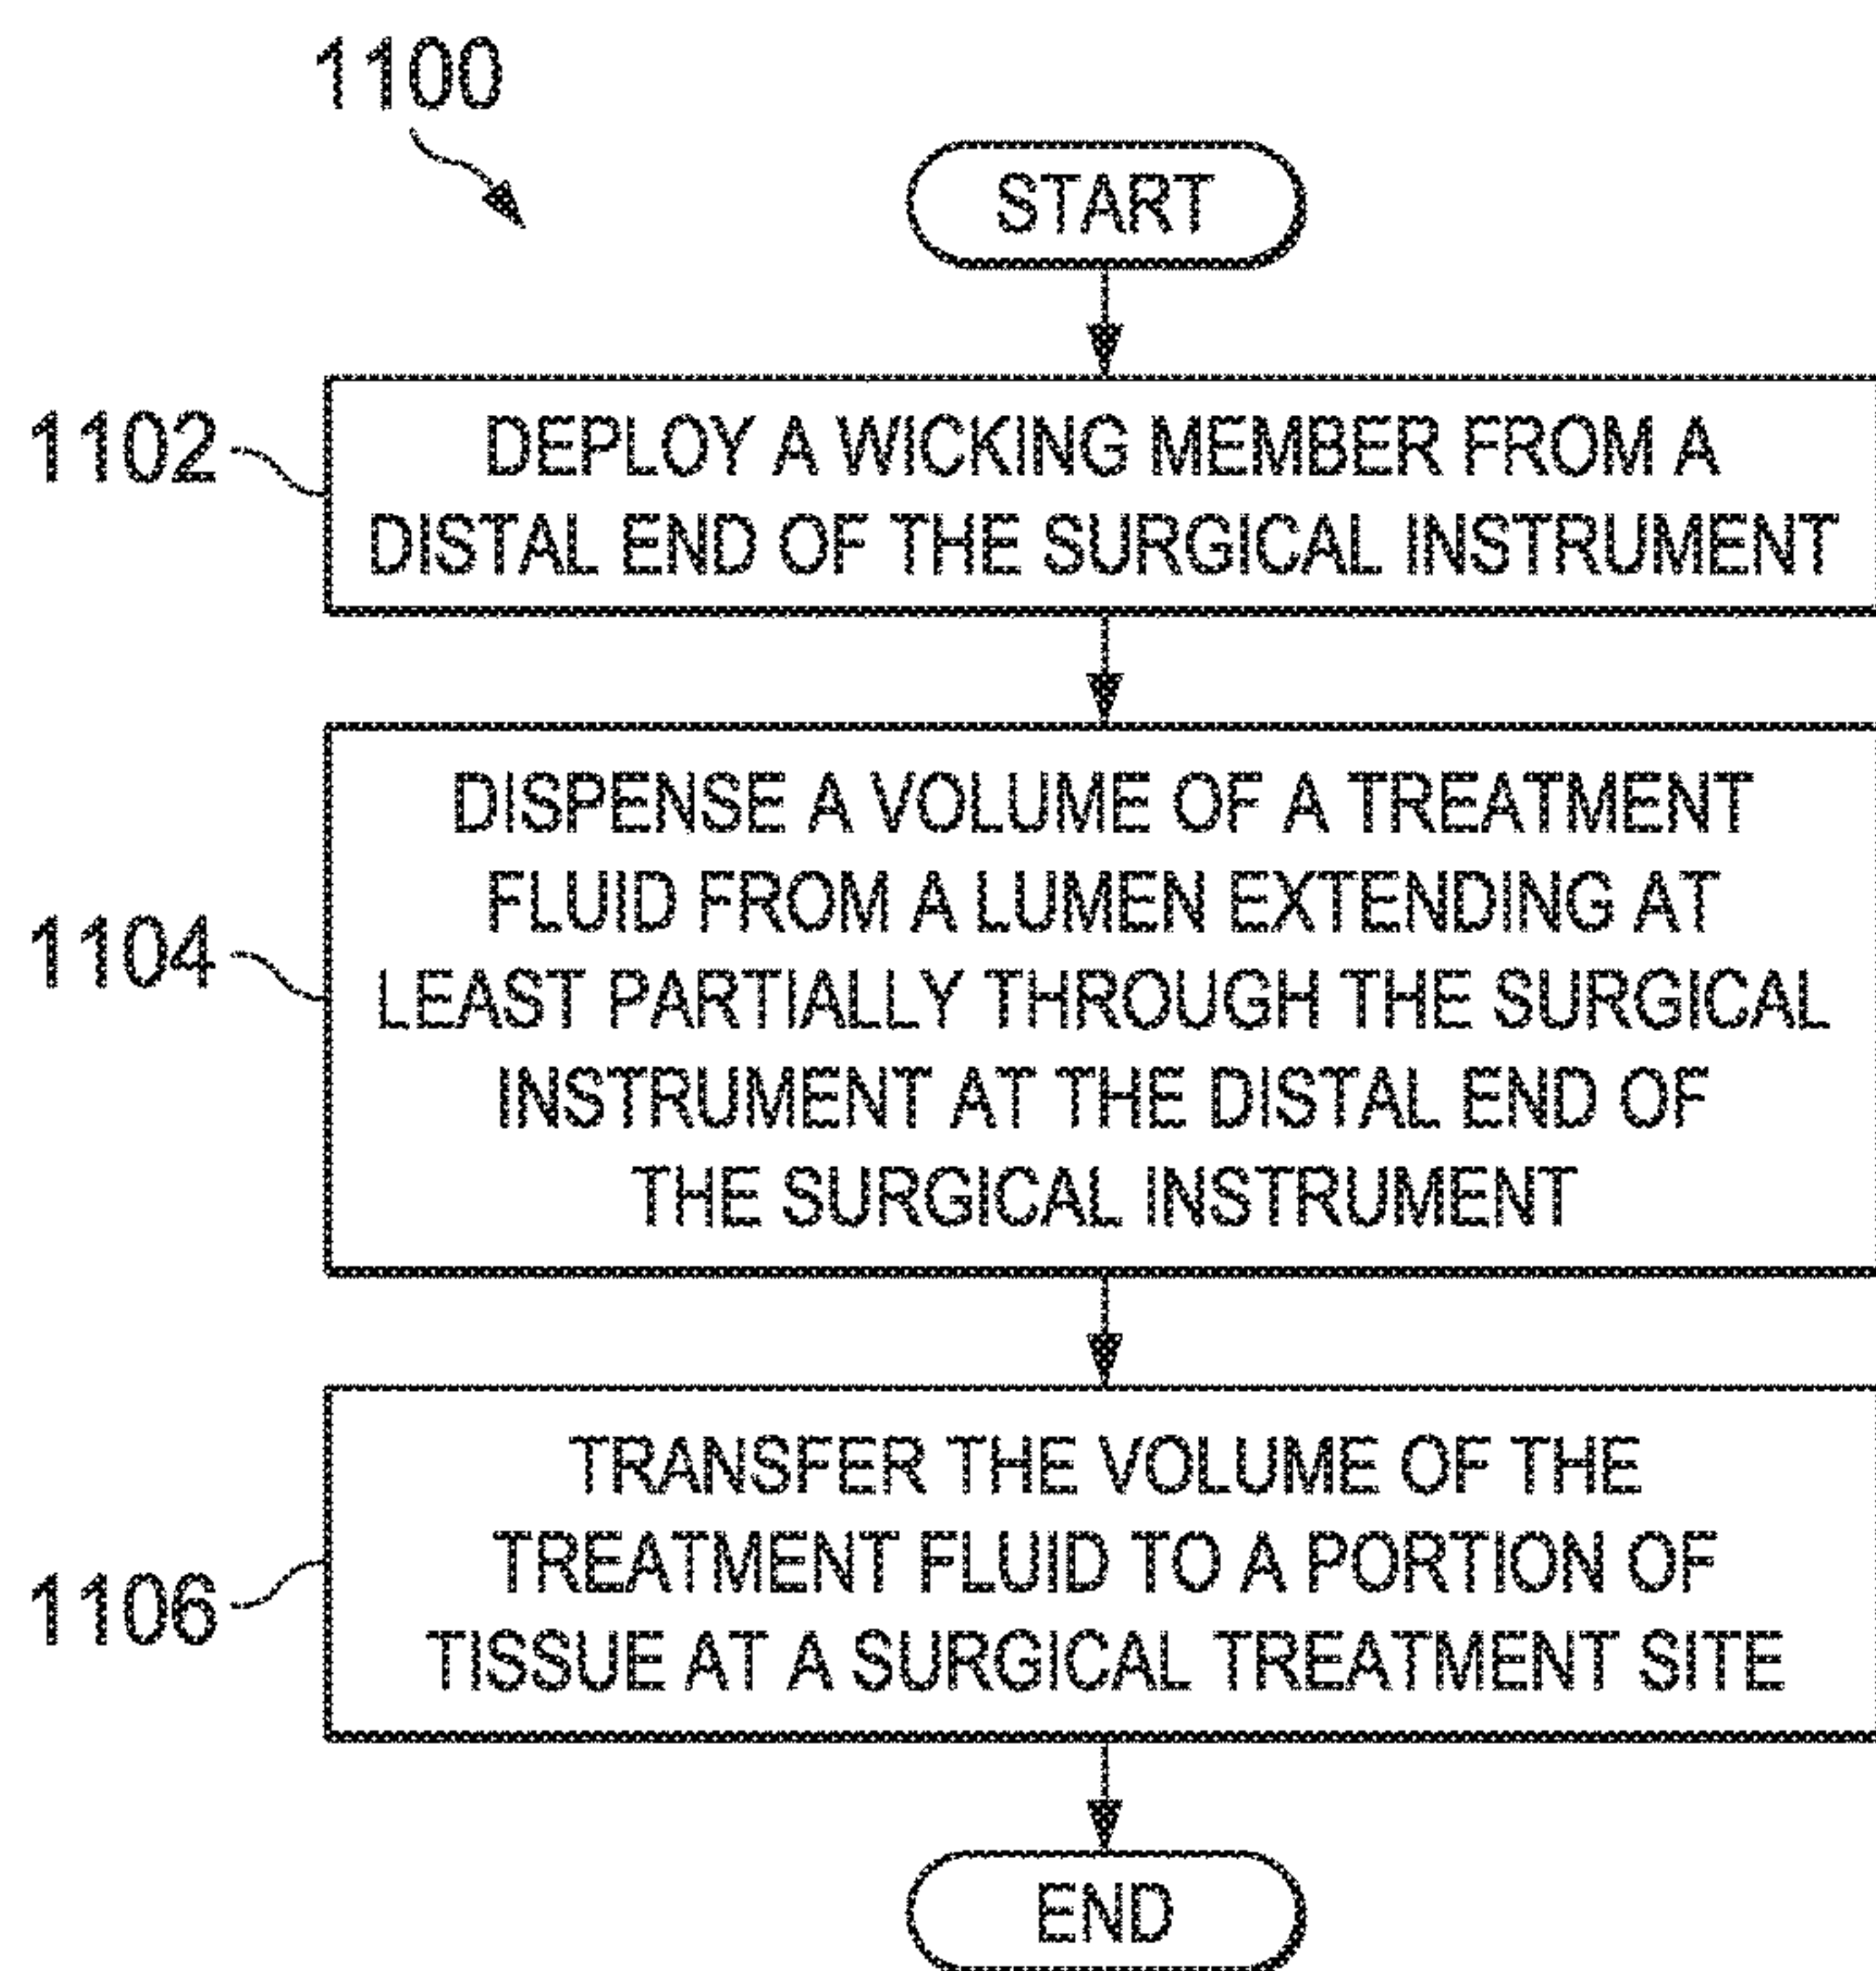 1100
START
1102
DEPLOY A WICKING MEMBER FROM A
DISTAL END OF THE SURGICAL INSTRUMENT
1104
DISPENSE A VOLUME OF A TREATMENT
FLUID FROM A LUMEN EXTENDING AT
LEAST PARTIALLY THROUGH THE SURGICAL
INSTRUMENT AT THE DISTAL END OF
THE SURGICAL INSTRUMENT
1106
TRANSFER THE VOLUME OF THE
TREATMENT FLUID TO A PORTION OF
TISSUE AT A SURGICAL TREATMENT SITE
END